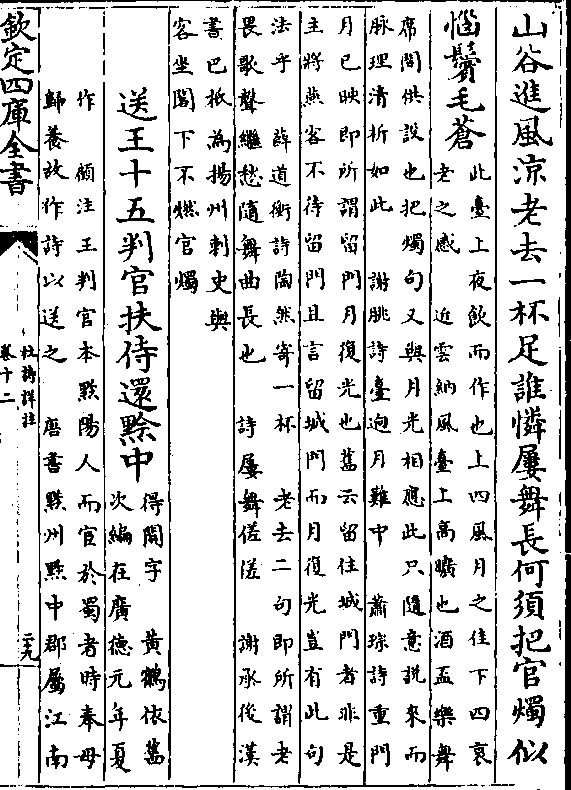 山谷進風涼老去一杯足誰憐屢舞長何須把官燭似
惱鬢毛蒼
此臺上夜飲而作也上四風月之佳下四哀
老之感 近雲納風臺上高曠也酒盃樂舞
席間供設也把燭句又與月光相應此只隨意說來而
脉理清析如此 謝朓詩臺迥月難中 蕭琮詩重門
月已映即所謂留門月復光也舊云留住城門者非是
主將燕客不待留門且言留城門而月復光豈有此句
法乎 薛道衡詩陶然寄一杯 老去二句即所謂老
畏歌聲繼愁隨舞曲長也 詩屢舞傞傞 謝承後漢
書巴祇為揚州刺史與
客坐闇下不燃官燭
送王十五判官扶侍還黔中
得開字 黃鶴依舊
次編在廣德元年夏
作 顧注王判官本黔陽人而官於蜀者時奉母
歸養故作詩以送之 唐書黔州黔中郡屬江南
欽定四庫全書
杜詩詳註
卷十二
二九